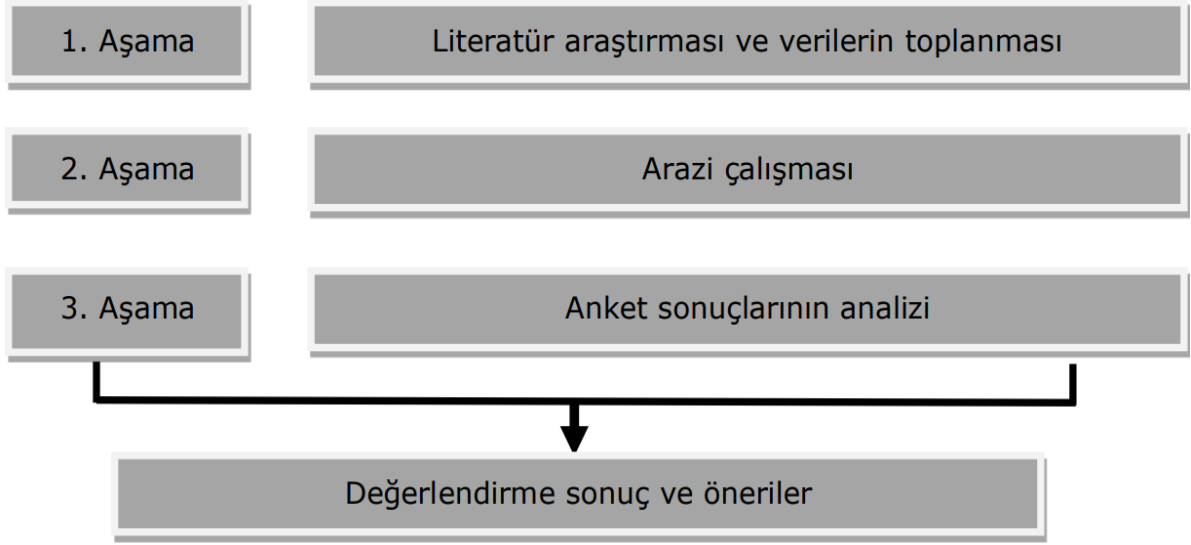 1. Aşama
Literatür araştırması ve verilerin toplanması
2. Aşama
Arazi çalışması
3. Aşama
Anket sonuçlarının analizi
Değerlendirme sonuç ve öneriler